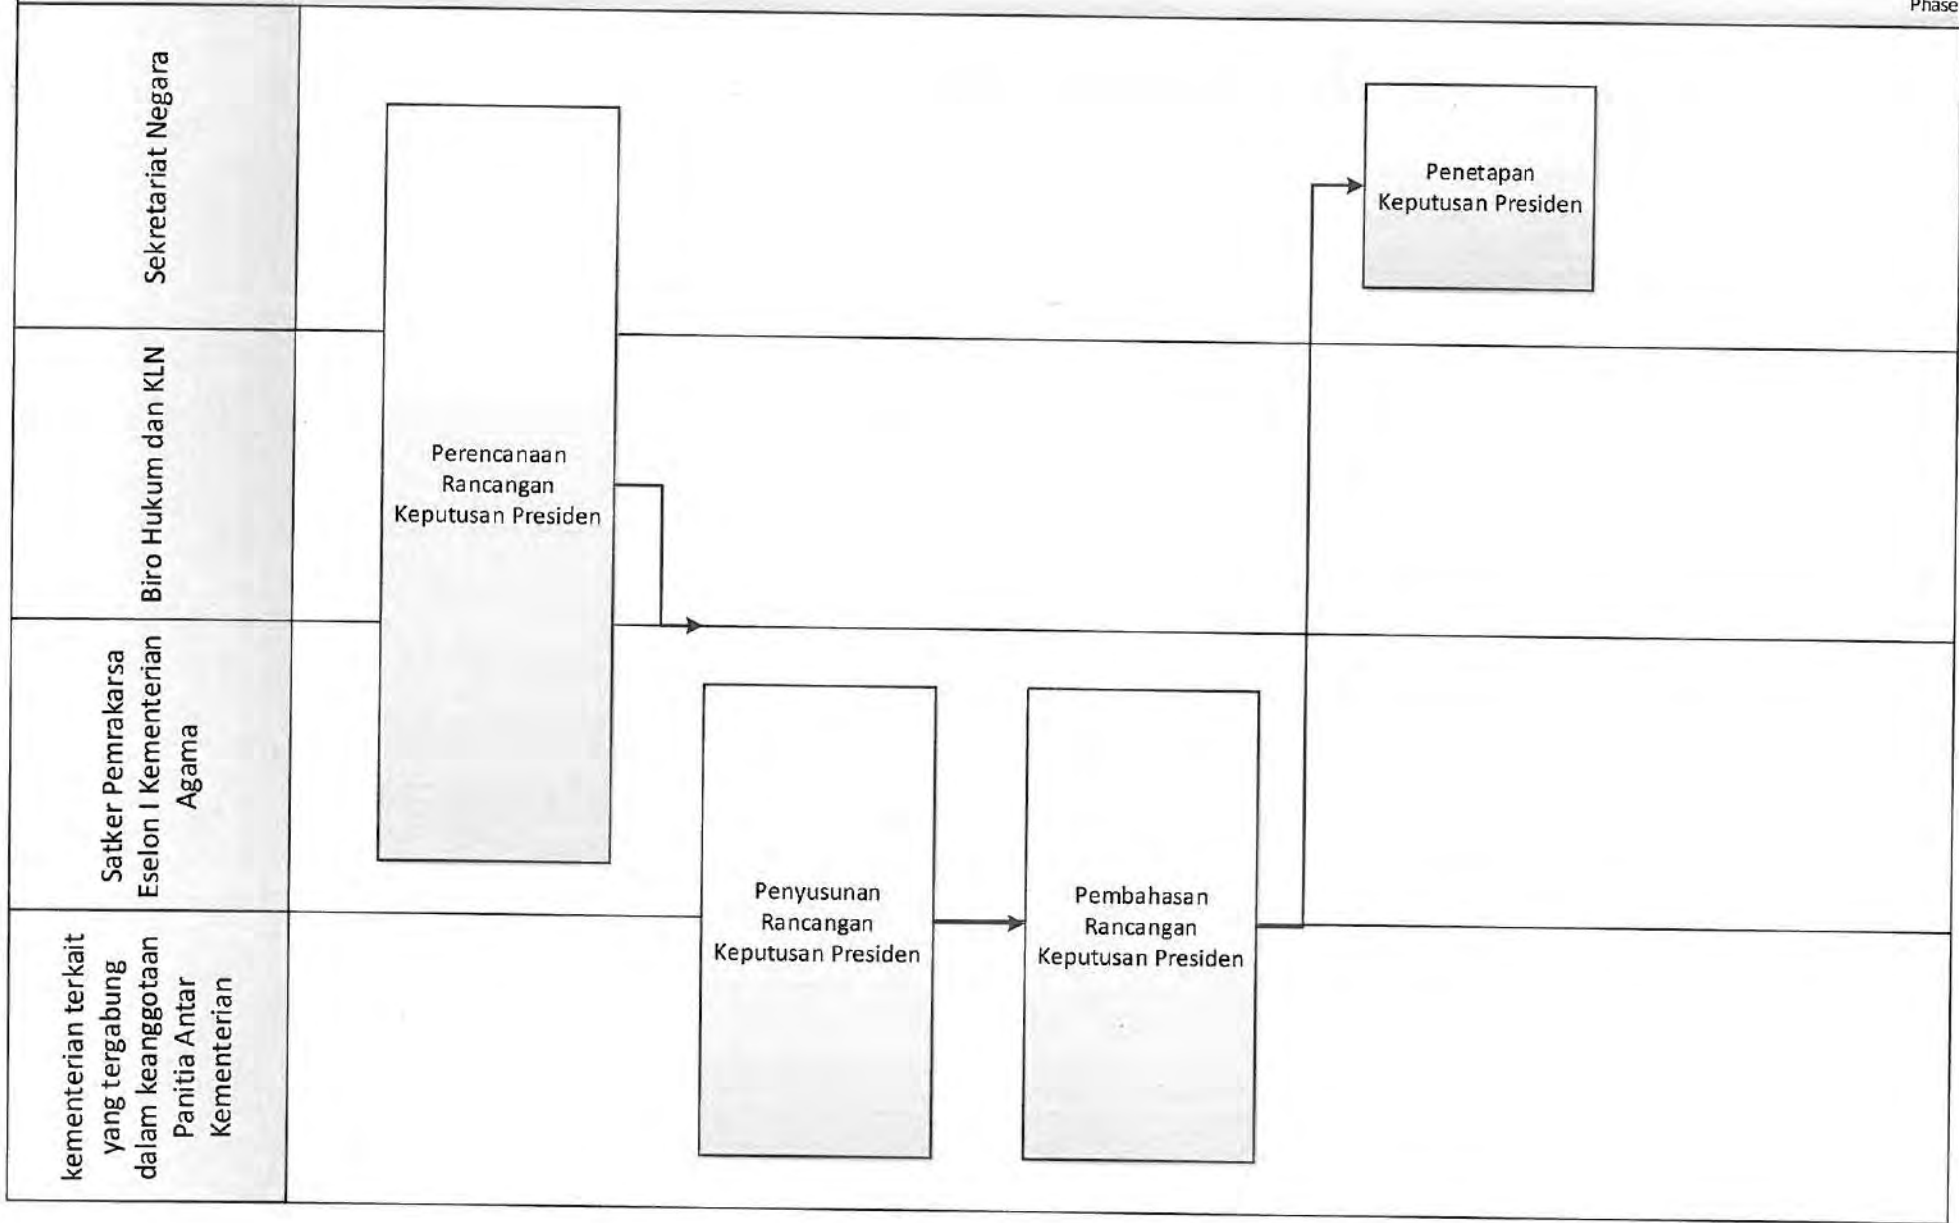 Phase
Sekretariat Negara
Penetapan
Keputusan Presiden
Biro Hukum dan KLN
Perencanaan
Rancangan
Keputusan Presiden
Satker Pemrakarsa
Eselon I Kementerian
Agama
kementerian terkait
yang tergabung
dalam keanggotaan
Panitia Antar
Kementerian
Penyusunan
Rancangan
Keputusan Presiden
Pembahasan
Rancangan
Keputusan Presiden